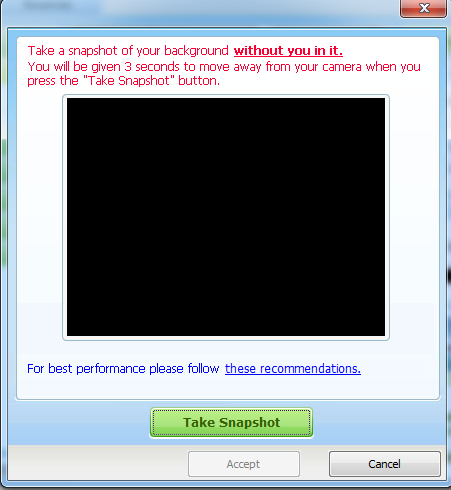 Take a snapshot of your background without you in it.
You will be given 3 seconds to move away from your camera when you
press the "Take Snapshot" button.
For best performance please follow these recommendations.
Take Snapshot
Accept
Cancel